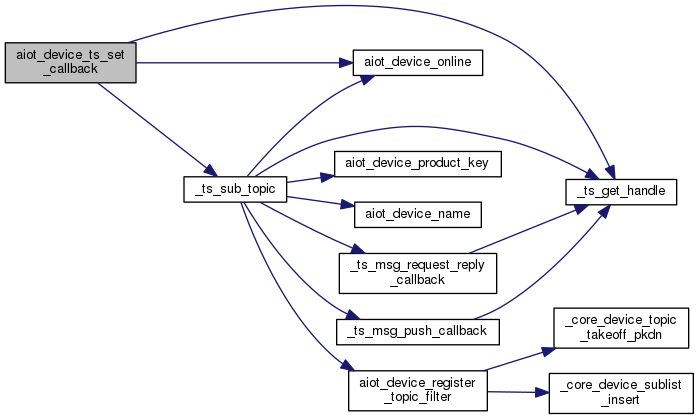 aiot_device_ts_set
_callback
aiot_device_online
_ts_sub_topic
aiot_device_product_key
aiot_device_name
_ts_get_handle
_ts_msg_request_reply
_callback
_ts_msg_push_callback
aiot_device_register
_topic_filter
_core_device_topic
_takeoff_pkdn
_core_device_sublist
_insert